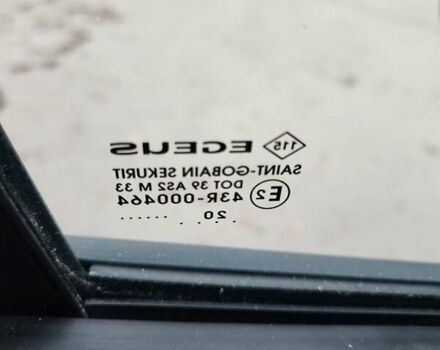 115 EGEUS
SAINT-GOBAIN SEKURIT
DOT 39 AS2 M 33
E2 43R-000464
.20.